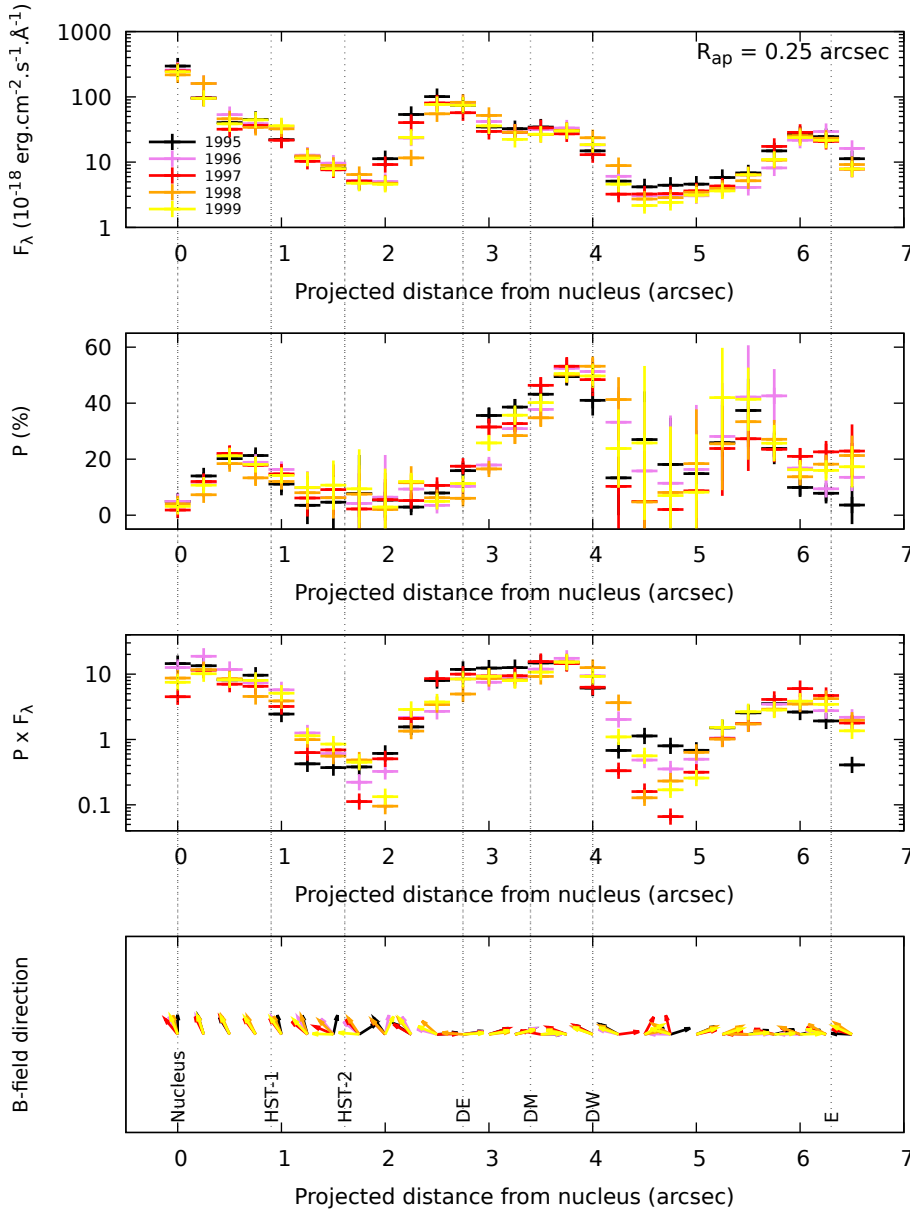 R_ap = 0.25 arcsec
F_λ (10^-18 erg.cm^-2.s^-1.Å^-1)
1000
100
10
1
1995
1996
1997
1998
1999
0 1 2 3 4 5 6 7
Projected distance from nucleus (arcsec)
P (%)
60
40
20
0
0 1 2 3 4 5 6 7
Projected distance from nucleus (arcsec)
P x F_λ
10
1
0.1
0 1 2 3 4 5 6 7
Projected distance from nucleus (arcsec)
B-field direction
Nucleus
HST-1
HST-2
DE
DM
DW
E
0 1 2 3 4 5 6 7
Projected distance from nucleus (arcsec)